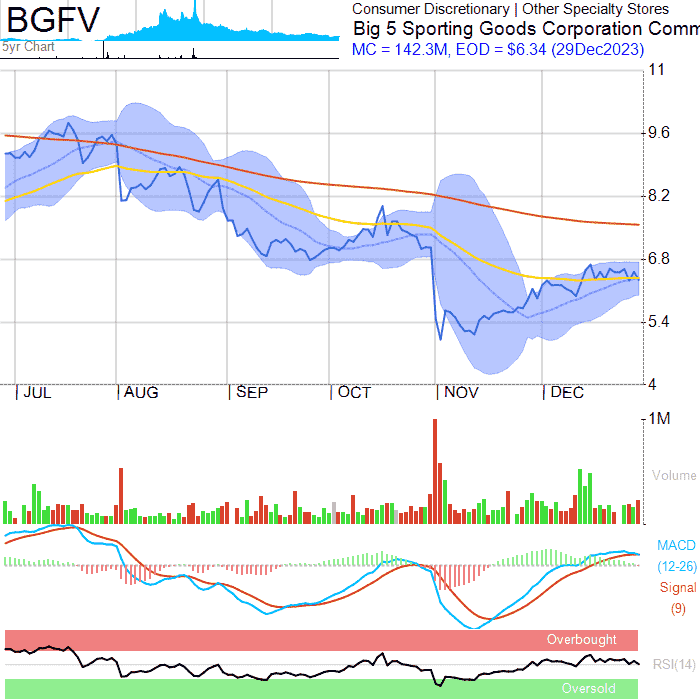 BGFV
5yr Chart
Consumer Discretionary | Other Specialty Stores
Big 5 Sporting Goods Corporation Comm
MC = 142.3M, EOD = $6.34 (29Dec2023)
11
9.6
8.2
6.8
5.4
4
JUL AUG SEP OCT NOV DEC
1M
Volume
MACD
(12-26)
Signal
(9)
Overbought
RSI(14)
Oversold